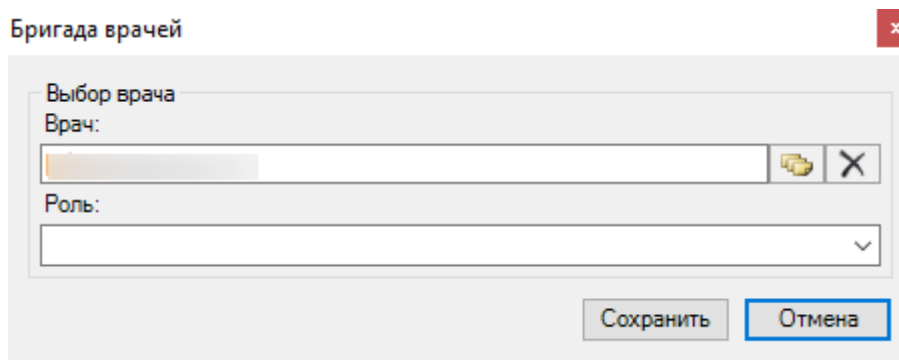 Бригада врачей
Выбор врача
Врач:
Роль:
Сохранить Отмена